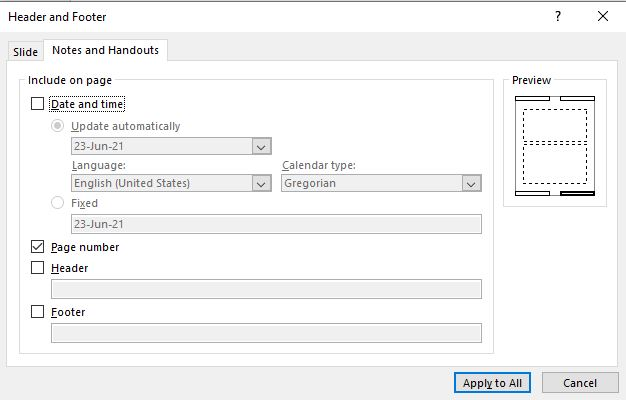 Header and Footer
?
Slide
Notes and Handouts
Include on page
Preview
Date and time
Update automatically
23-Jun-21
Language:
Calendar type:
English (United States)
Gregorian
Fixed
23-Jun-21
Page number
Header
Footer
Apply to All
Cancel